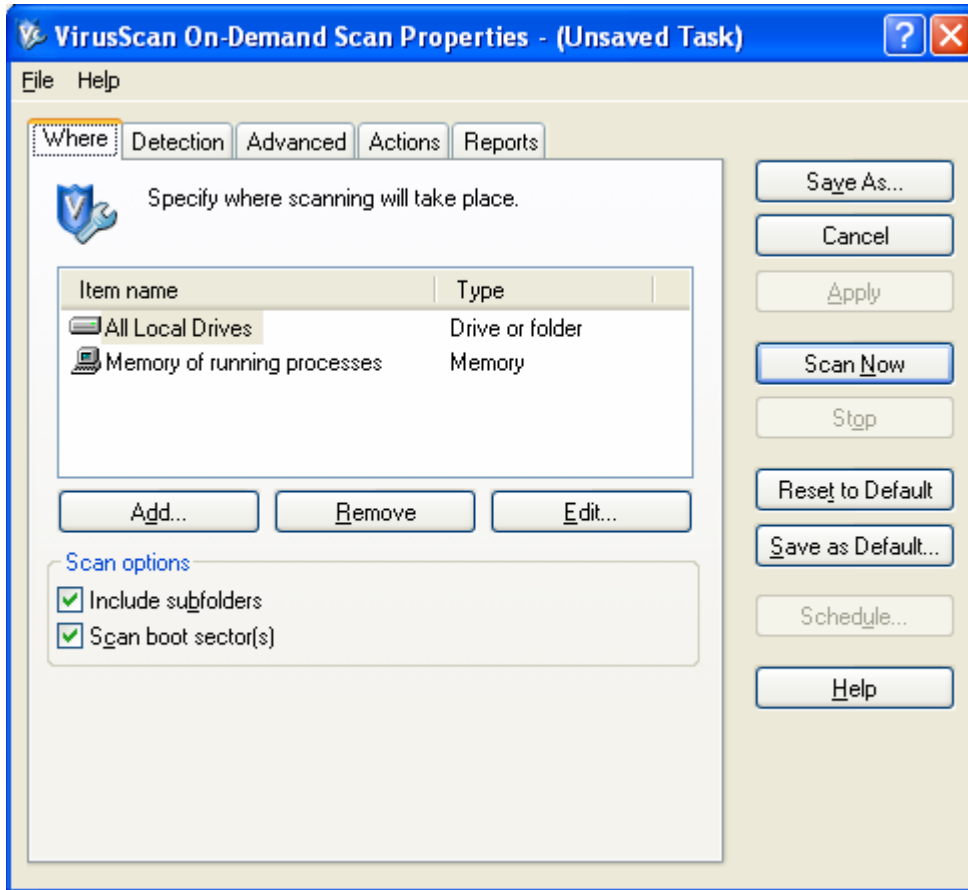 VirusScan On-Demand Scan Properties - (Unsaved Task)
File Help
Where Detection Advanced Actions Reports
Specify where scanning will take place.
Item name Type
All Local Drives Drive or folder
Memory of running processes Memory
Add... Remove Edit...
Scan options
Include subfolders
Scan boot sector(s)
Save As...
Cancel
Apply
Scan Now
Stop
Reset to Default
Save as Default...
Schedule...
Help